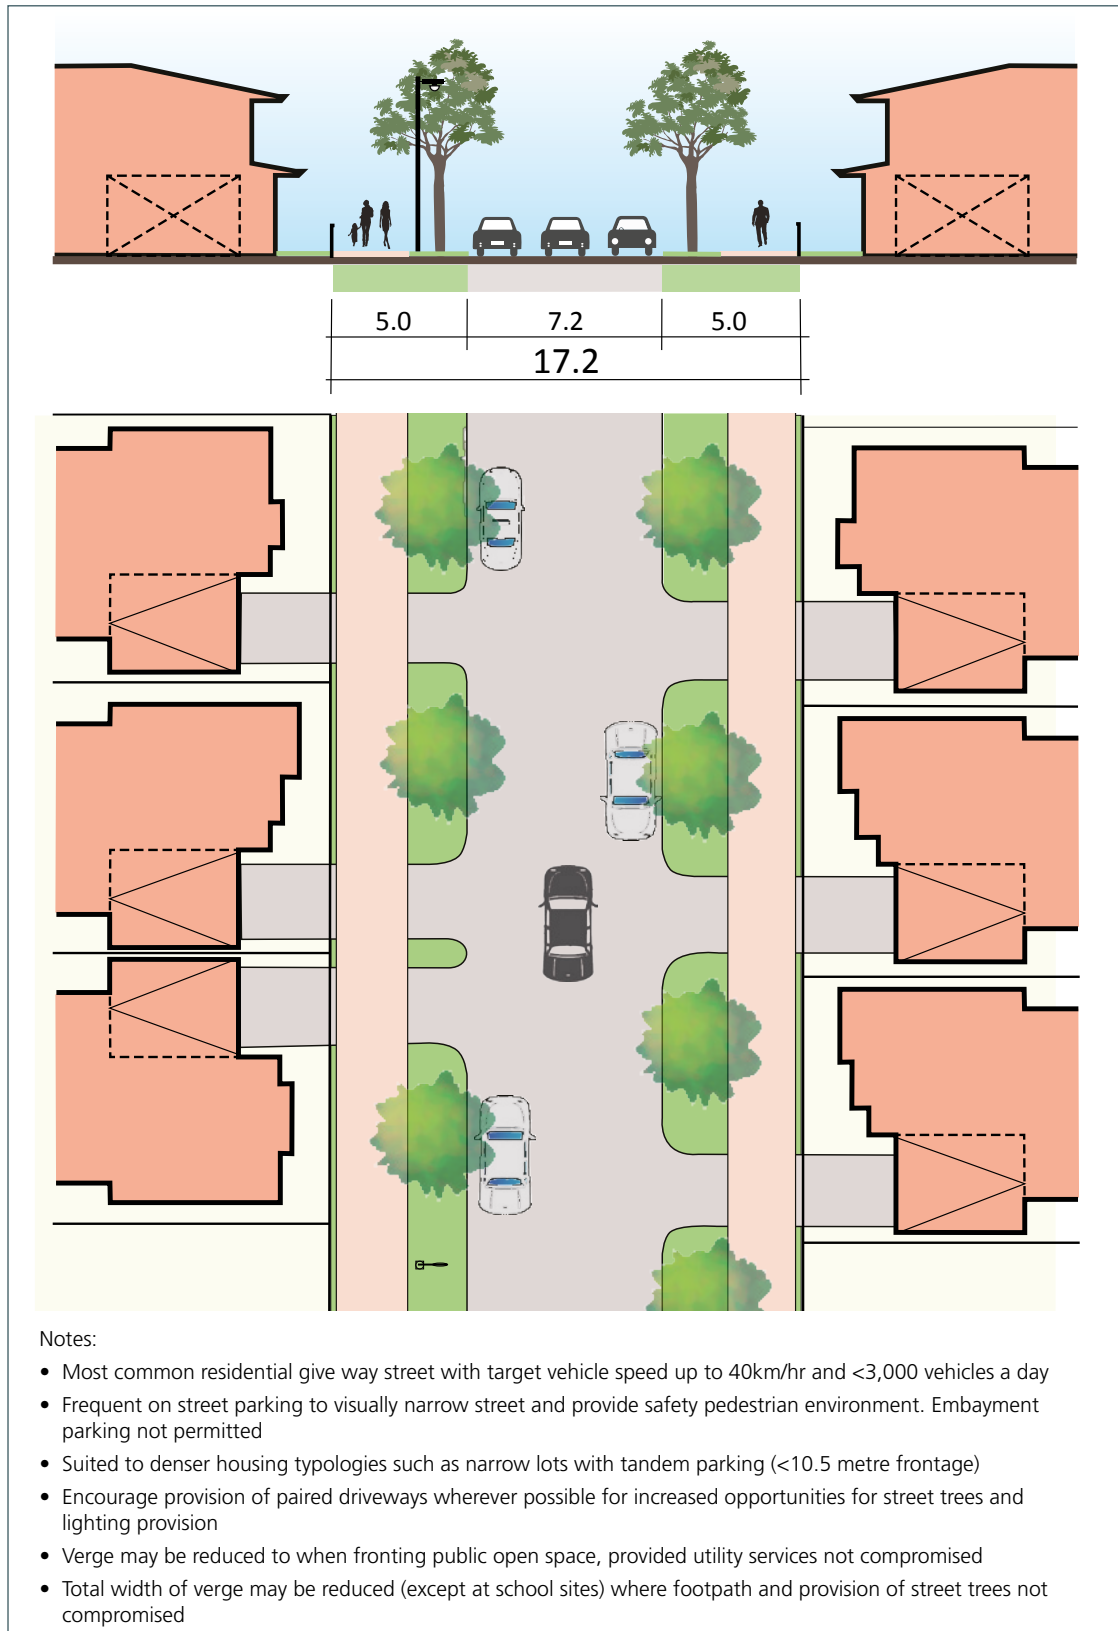 5.0 7.2 5.0
17.2
Notes:
• Most common residential give way street with target vehicle speed up to 40km/hr and <3,000 vehicles a day
• Frequent on street parking to visually narrow street and provide safety pedestrian environment. Embayment
parking not permitted
• Suited to denser housing typologies such as narrow lots with tandem parking (<10.5 metre frontage)
• Encourage provision of paired driveways wherever possible for increased opportunities for street trees and
lighting provision
• Verge may be reduced to when fronting public open space, provided utility services not compromised
• Total width of verge may be reduced (except at school sites) where footpath and provision of street trees not
compromised